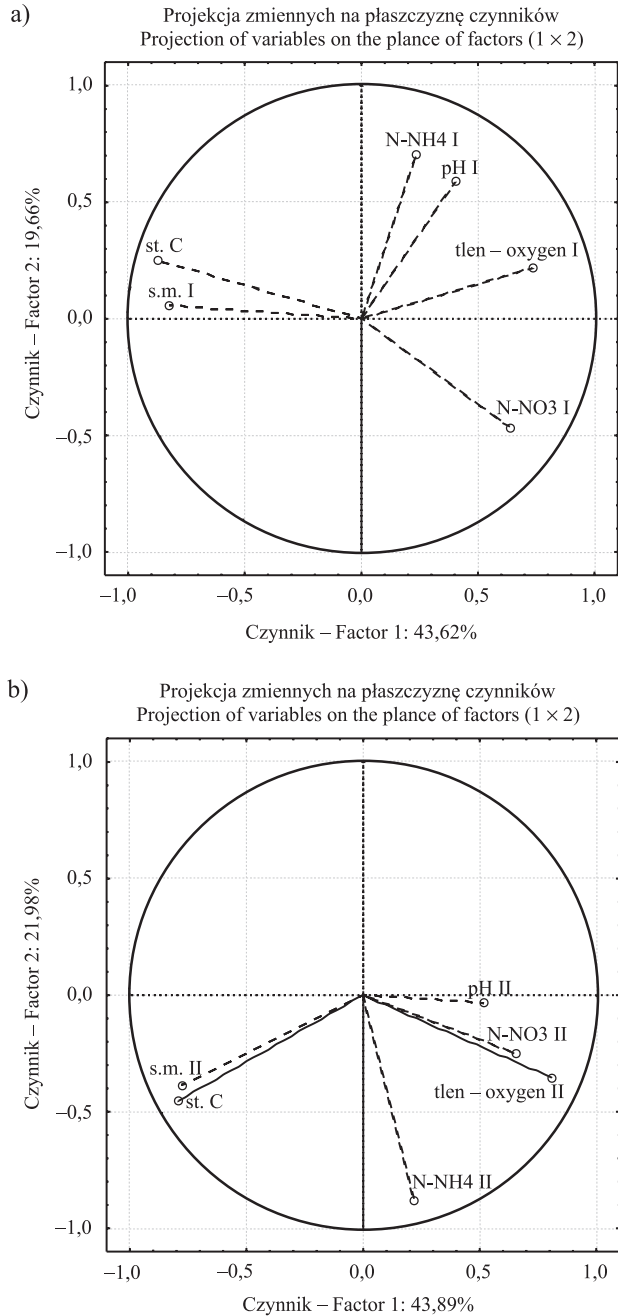 a)
Projekcja zmiennych na płaszczyznę czynników
Projection of variables on the plance of factors (1 × 2)
1,0
N-NH4 I
pH I
0,5
st. C
tlen – oxygen I
s.m. I
0,0
N-NO3 I
–0,5
–1,0
–1,0
–0,5
0,0
0,5
1,0
Czynnik – Factor 2: 19,66%
Czynnik – Factor 1: 43,62%
b)
Projekcja zmiennych na płaszczyznę czynników
Projection of variables on the plance of factors (1 × 2)
1,0
0,5
pH II
0,0
N-NO3 II
s.m. II
tlen – oxygen II
st. C
–0,5
N-NH4 II
–1,0
–1,0
–0,5
0,0
0,5
1,0
Czynnik – Factor 2: 21,98%
Czynnik – Factor 1: 43,89%